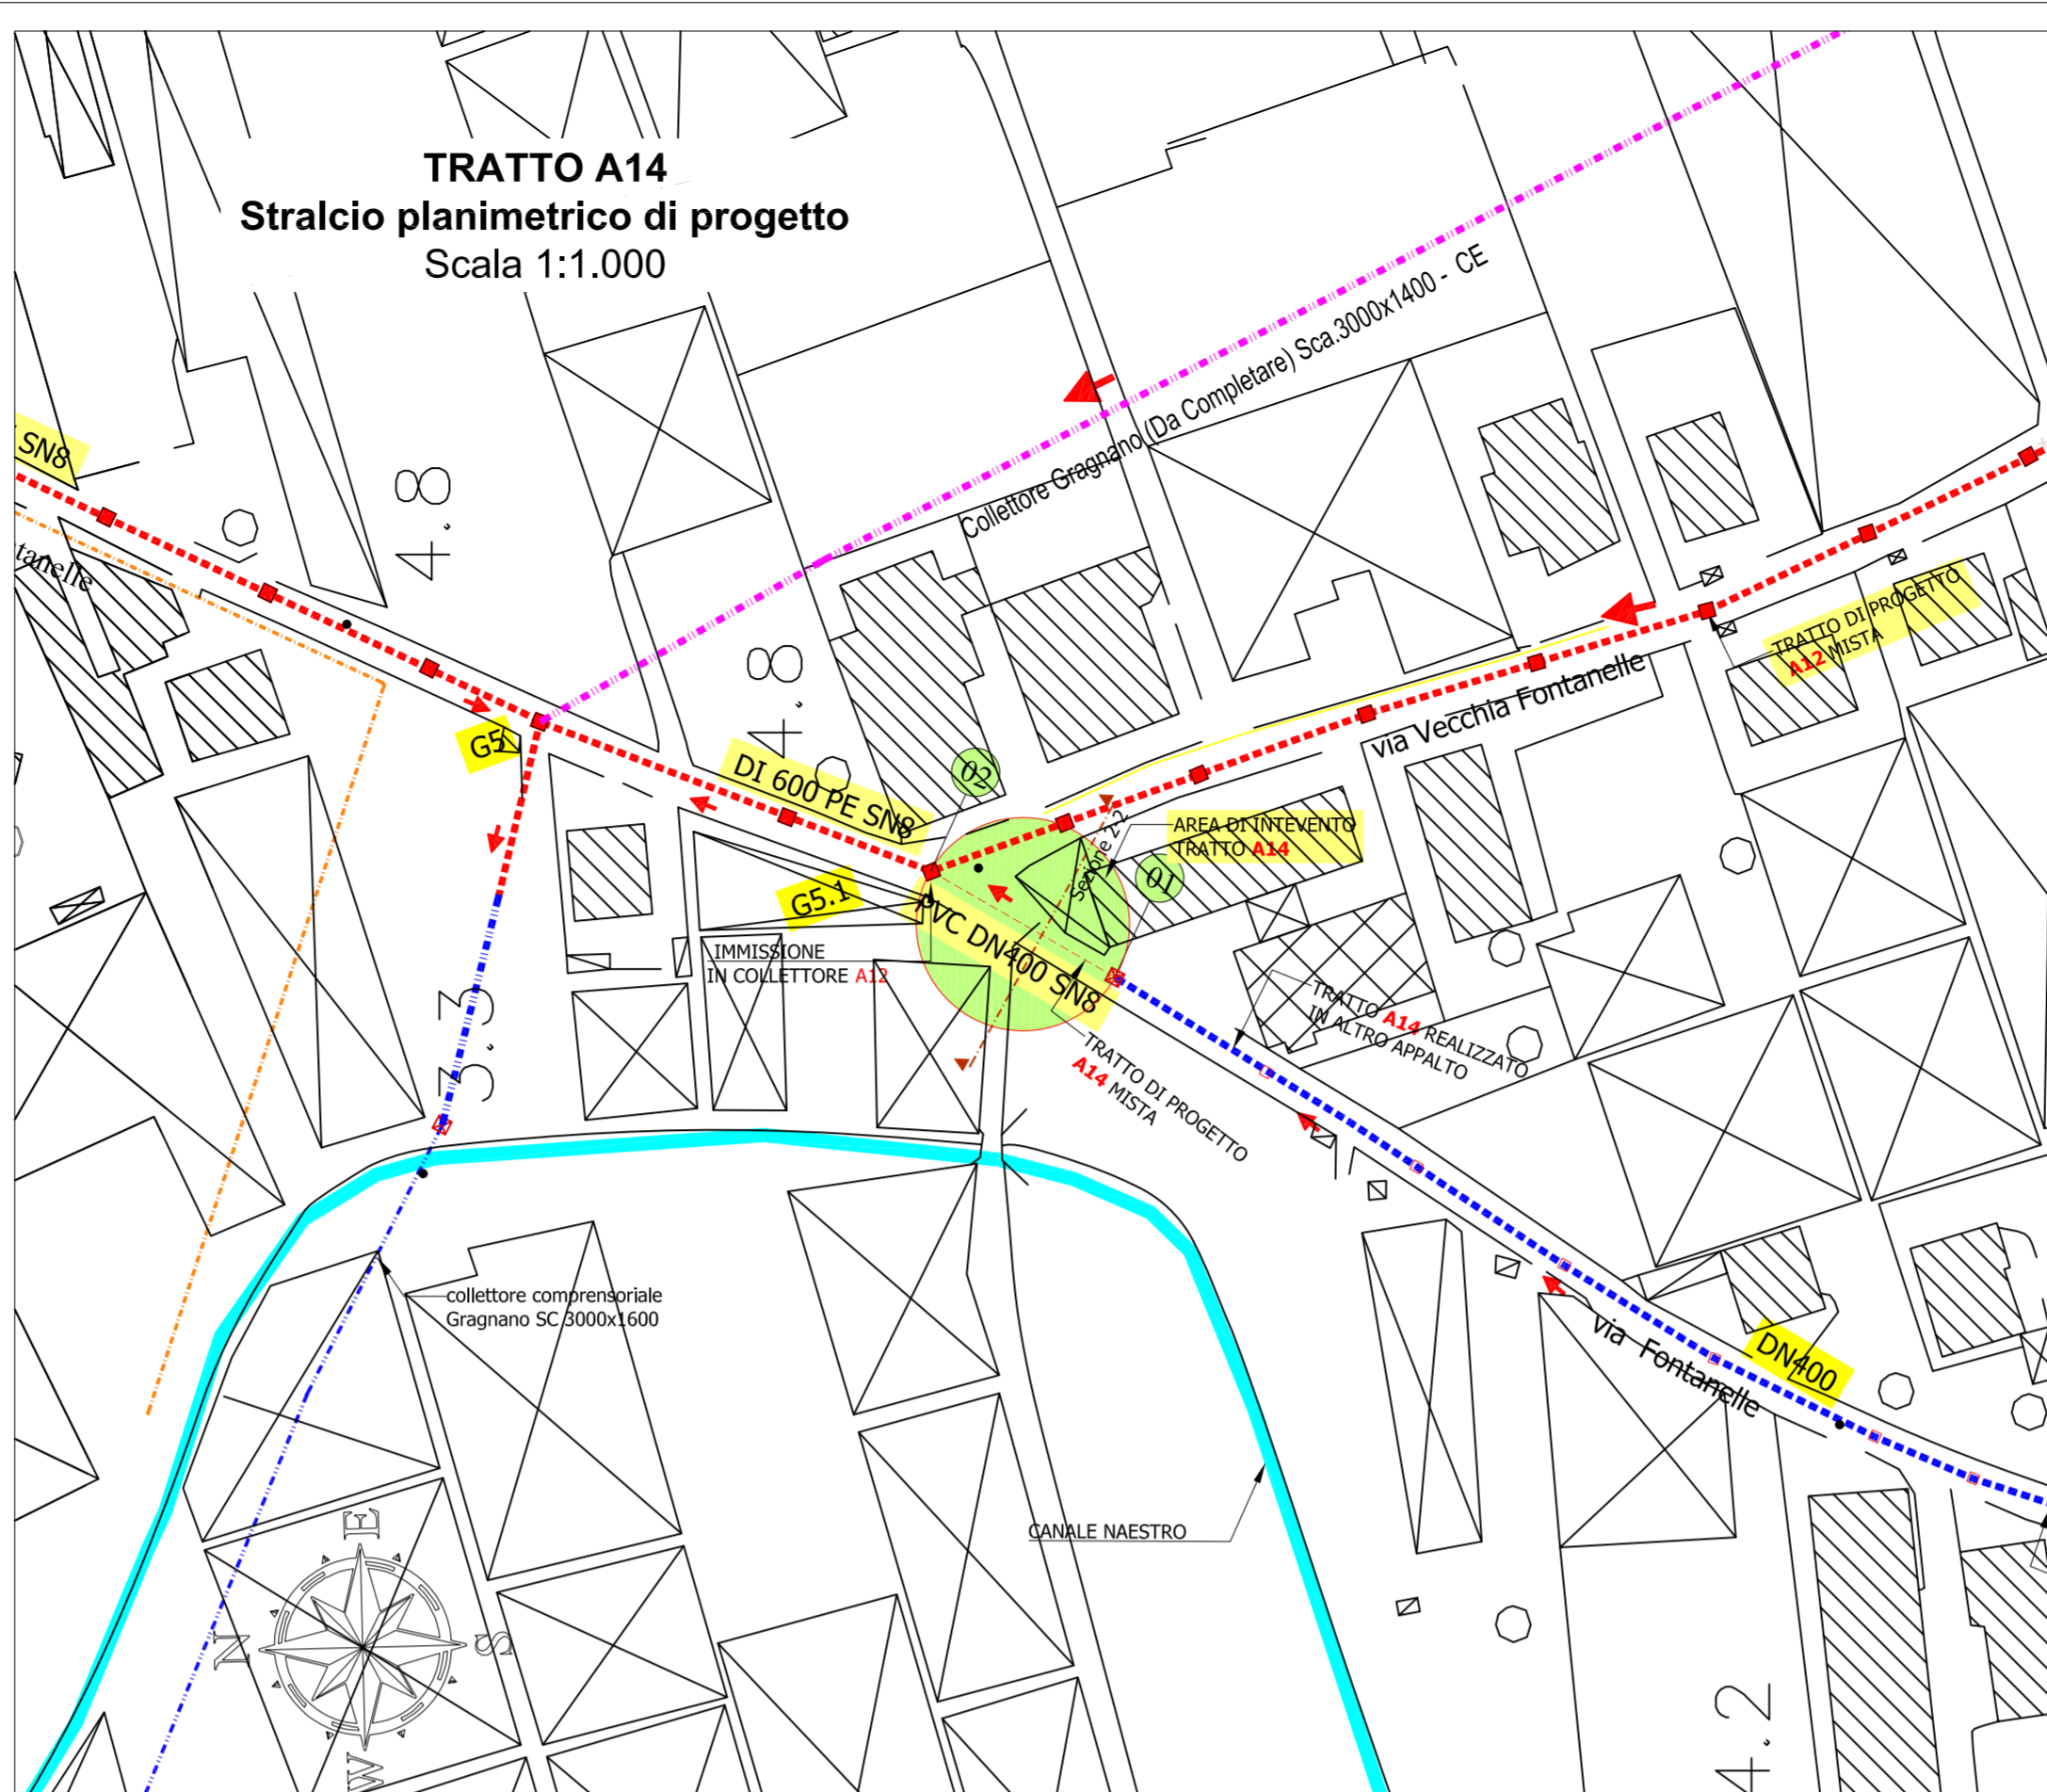 TRATTO A14
Stralcio planimetrico di progetto
Scala 1:1.000
Collettore Gragnano (Da Completare) Sca.3000x1400 - CE
SN8
tanelle
4.8
4.8
TRATTO DI PROGETTO
A12 MISTA
via Vecchia Fontanelle
G5
DI 600 PE SN8
02
AREA DI INTEVENTO
TRATTO A14
Sezione 2-2
01
G5.1
PVC DN400 SN8
IMMISSIONE
IN COLLETTORE A12
TRATTO A14 REALIZZATO
IN ALTRO APPALTO
3.3
TRATTO DI PROGETTO
A14 MISTA
collettore comprensoriale
Gragnano SC 3000x1600
via Fontanelle
DN400
CANALE NAESTRO
E
N
S
W
4.2